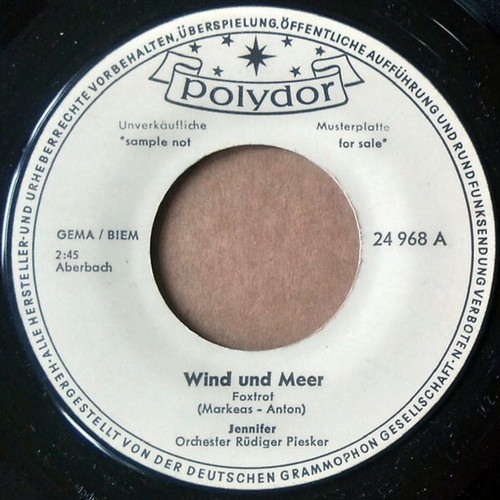 ALLE HERSTELLER- UND URHEBERRECHTE VORBEHALTEN, ÜBERSPIELUNG, ÖFFENTLICHE AUFFÜHRUNG UND RUNDFUNKSENDUNG VERBOTEN.
polydor
Unverkäufliche Musterplatte
"sample not for sale"
GEMA / BIEM
24 968 A
2:45
Aberbach
Wind und Meer
Foxtrot
(Markeas - Anton)
Jennifer
Orchester Rüdiger Piesker
HERGESTELLT VON DER DEUTSCHEN GRAMMOPHON GESELLSCHAFT